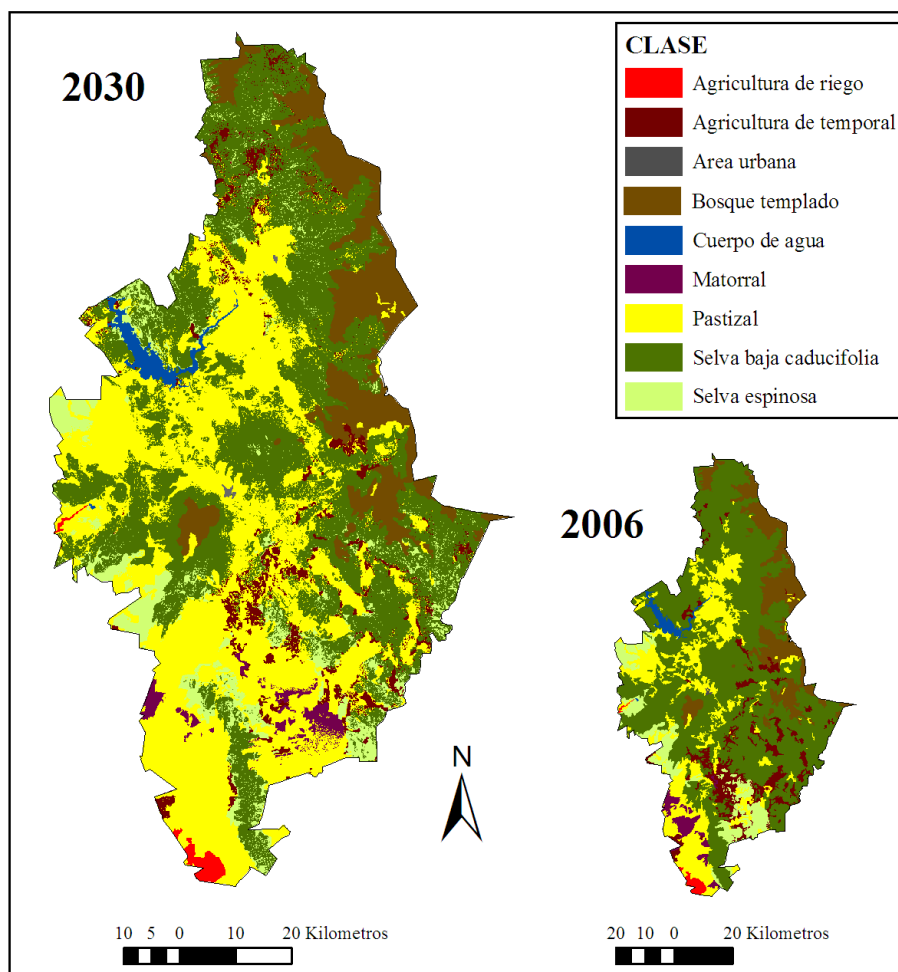 2030
CLASE
Agricultura de riego
Agricultura de temporal
Area urbana
Bosque templado
Cuerpo de agua
Matorral
Pastizal
Selva baja caducifolia
Selva espinosa
2006
N
10 5 0 10 20 Kilometros
20 10 0 20 Kilometros